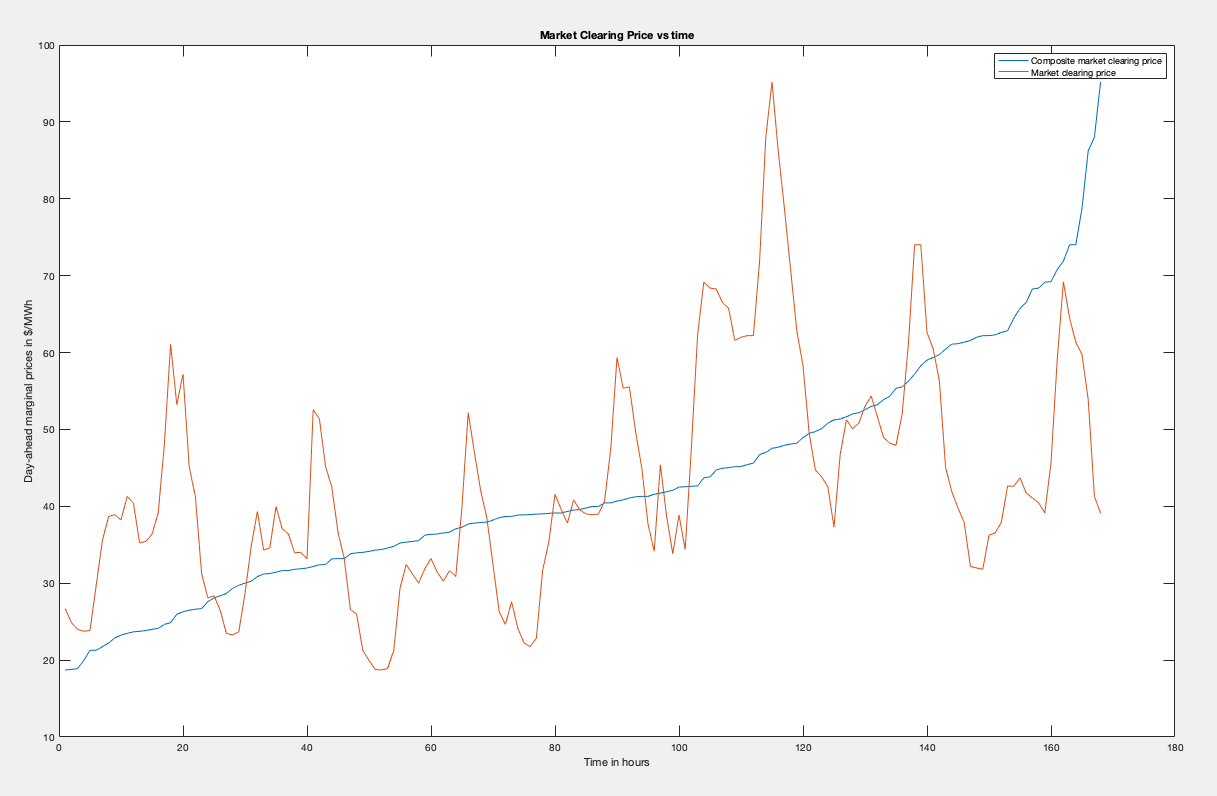 Market Clearing Price vs time
Composite market clearing price
Market clearing price
Day-ahead marginal prices in $/MWh
100
90
80
70
60
50
40
30
20
10
0 20 40 60 80 100 120 140 160 180
Time in hours